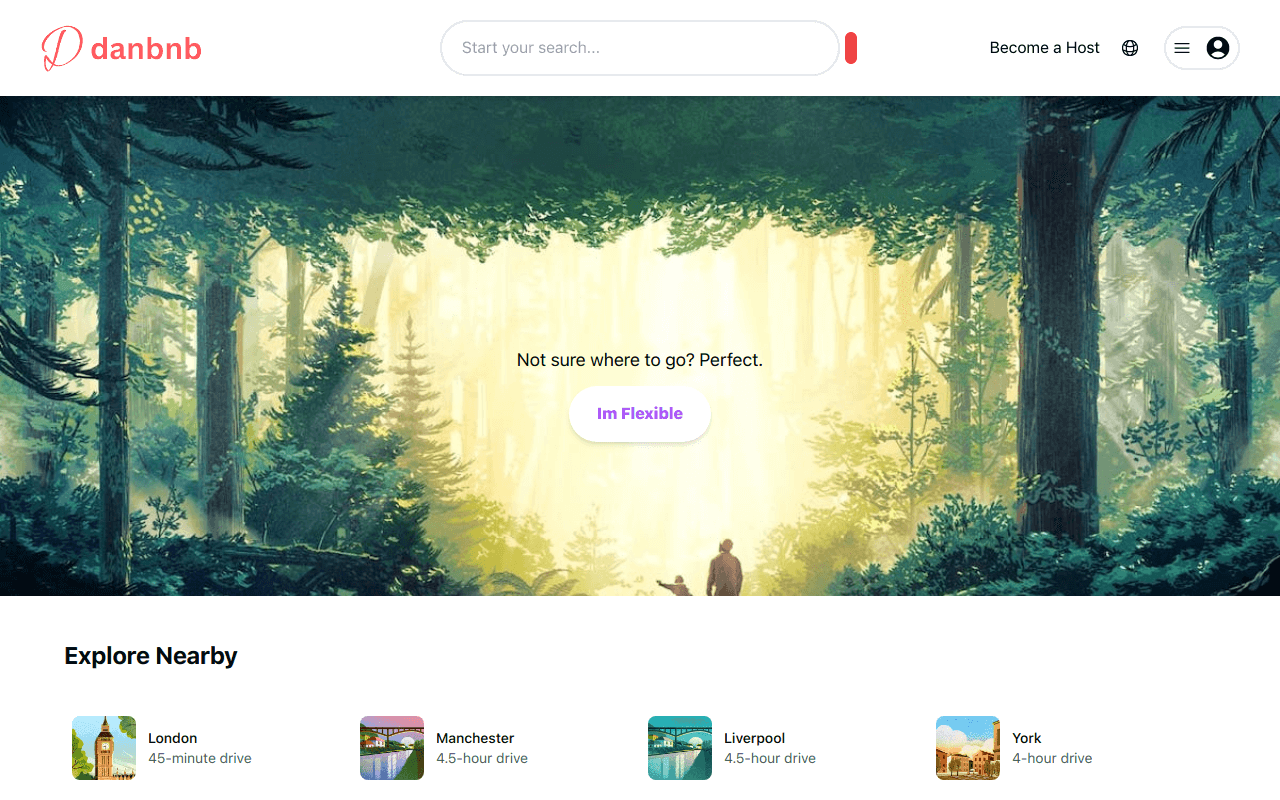 D danbnb
Start your search...
Become a Host
Not sure where to go? Perfect.
Im Flexible
Explore Nearby
London
45-minute drive
Manchester
4.5-hour drive
Liverpool
4.5-hour drive
York
4-hour drive